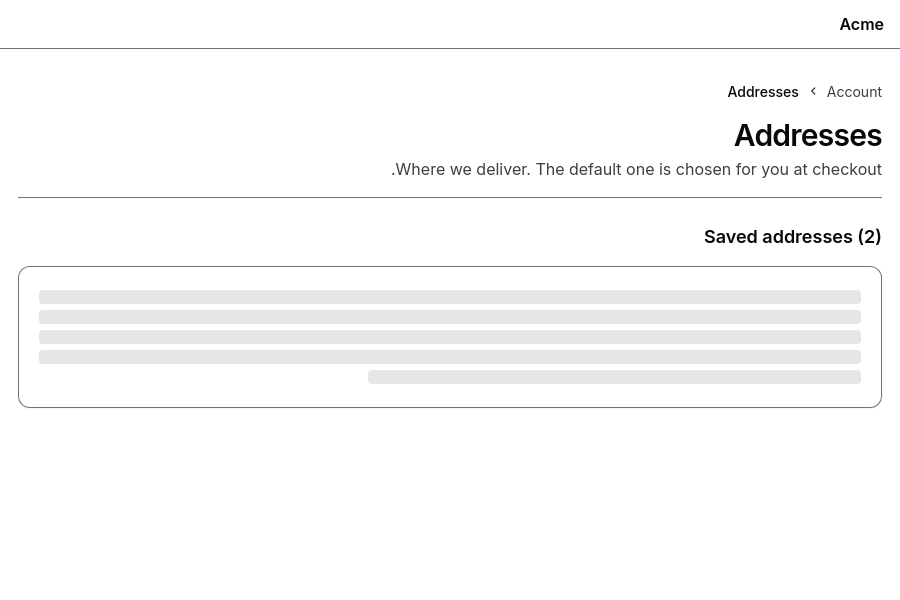 Acme
Account
Addresses
Addresses
Where we deliver. The default one is chosen for you at checkout.
Saved addresses (2)